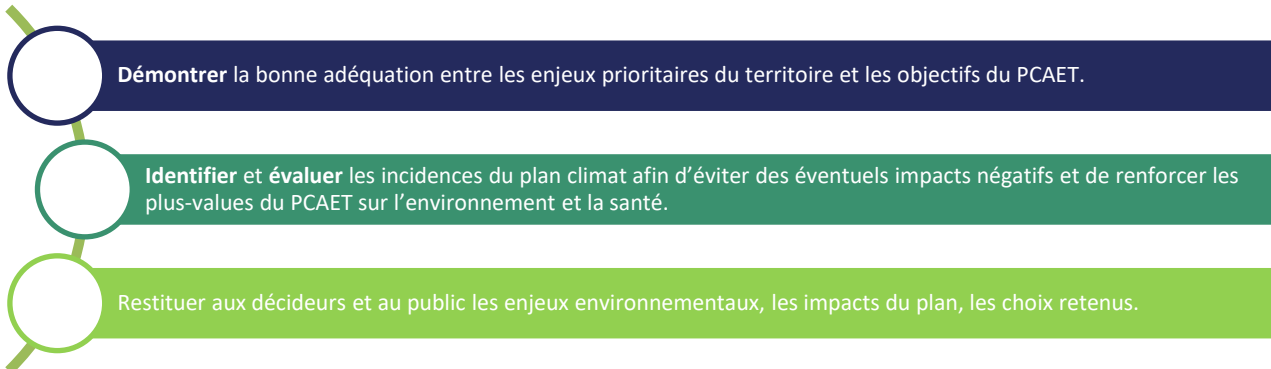 Démontrer la bonne adéquation entre les enjeux prioritaires du territoire et les objectifs du PCAET.
Identifier et évaluer les incidences du plan climat afin d’éviter des éventuels impacts négatifs et de renforcer les
plus-values du PCAET sur l’environnement et la santé.
Restituer aux décideurs et au public les enjeux environnementaux, les impacts du plan, les choix retenus.